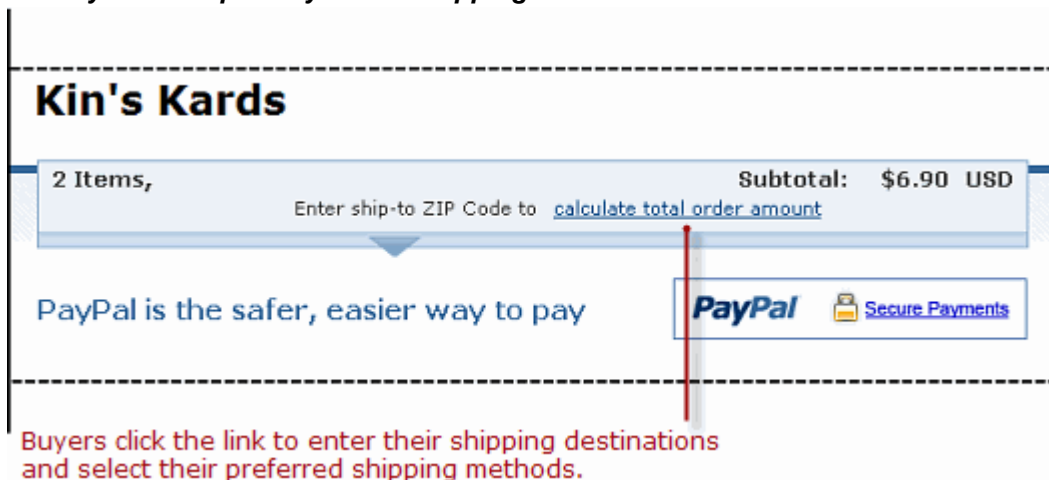 Kin's Kards
2 Items, Subtotal: $6.90 USD
Enter ship-to ZIP Code to calculate total order amount
PayPal is the safer, easier way to pay PayPal Secure Payments
Buyers click the link to enter their shipping destinations
and select their preferred shipping methods.